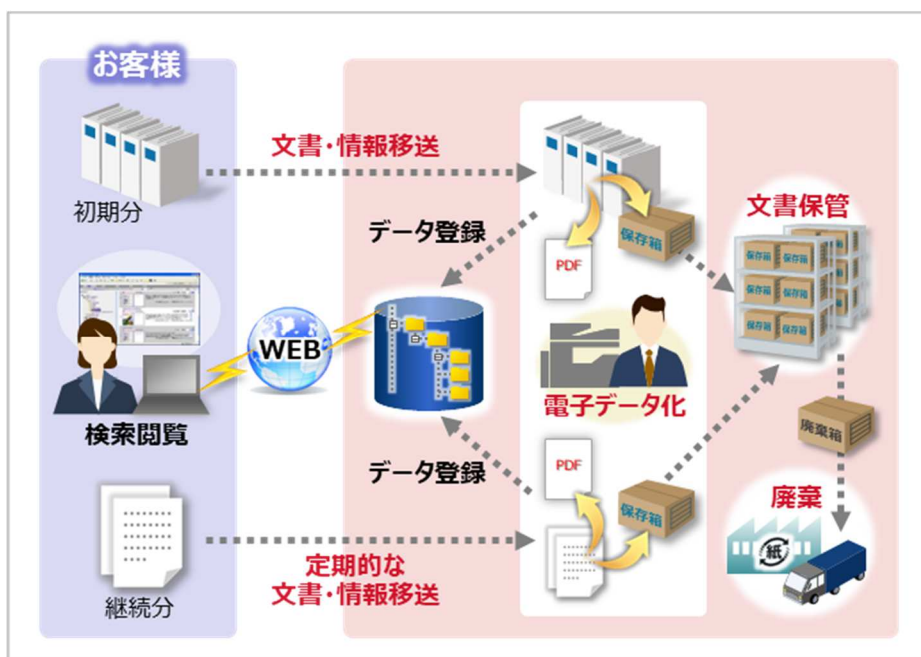 お客様
初期分
文書・情報移送
データ登録
保存箱
PDF
文書保管
保存箱
保存箱
保存箱
保存箱
保存箱
保存箱
WEB
検索閲覧
電子データ化
廃棄箱
データ登録
PDF
保存箱
廃棄
紙
継続分
定期的な
文書・情報移送